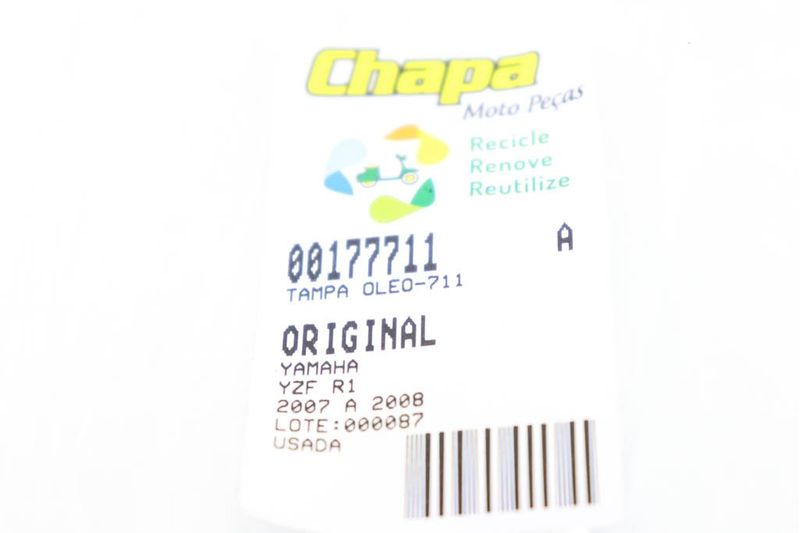 Chapa
Moto Peças
Recicle
Renove
Reutilize
00177711 A
TAMPA OLEO-711
ORIGINAL
YAMAHA
YZF R1
2007 A 2008
LOTE:000087
USADA